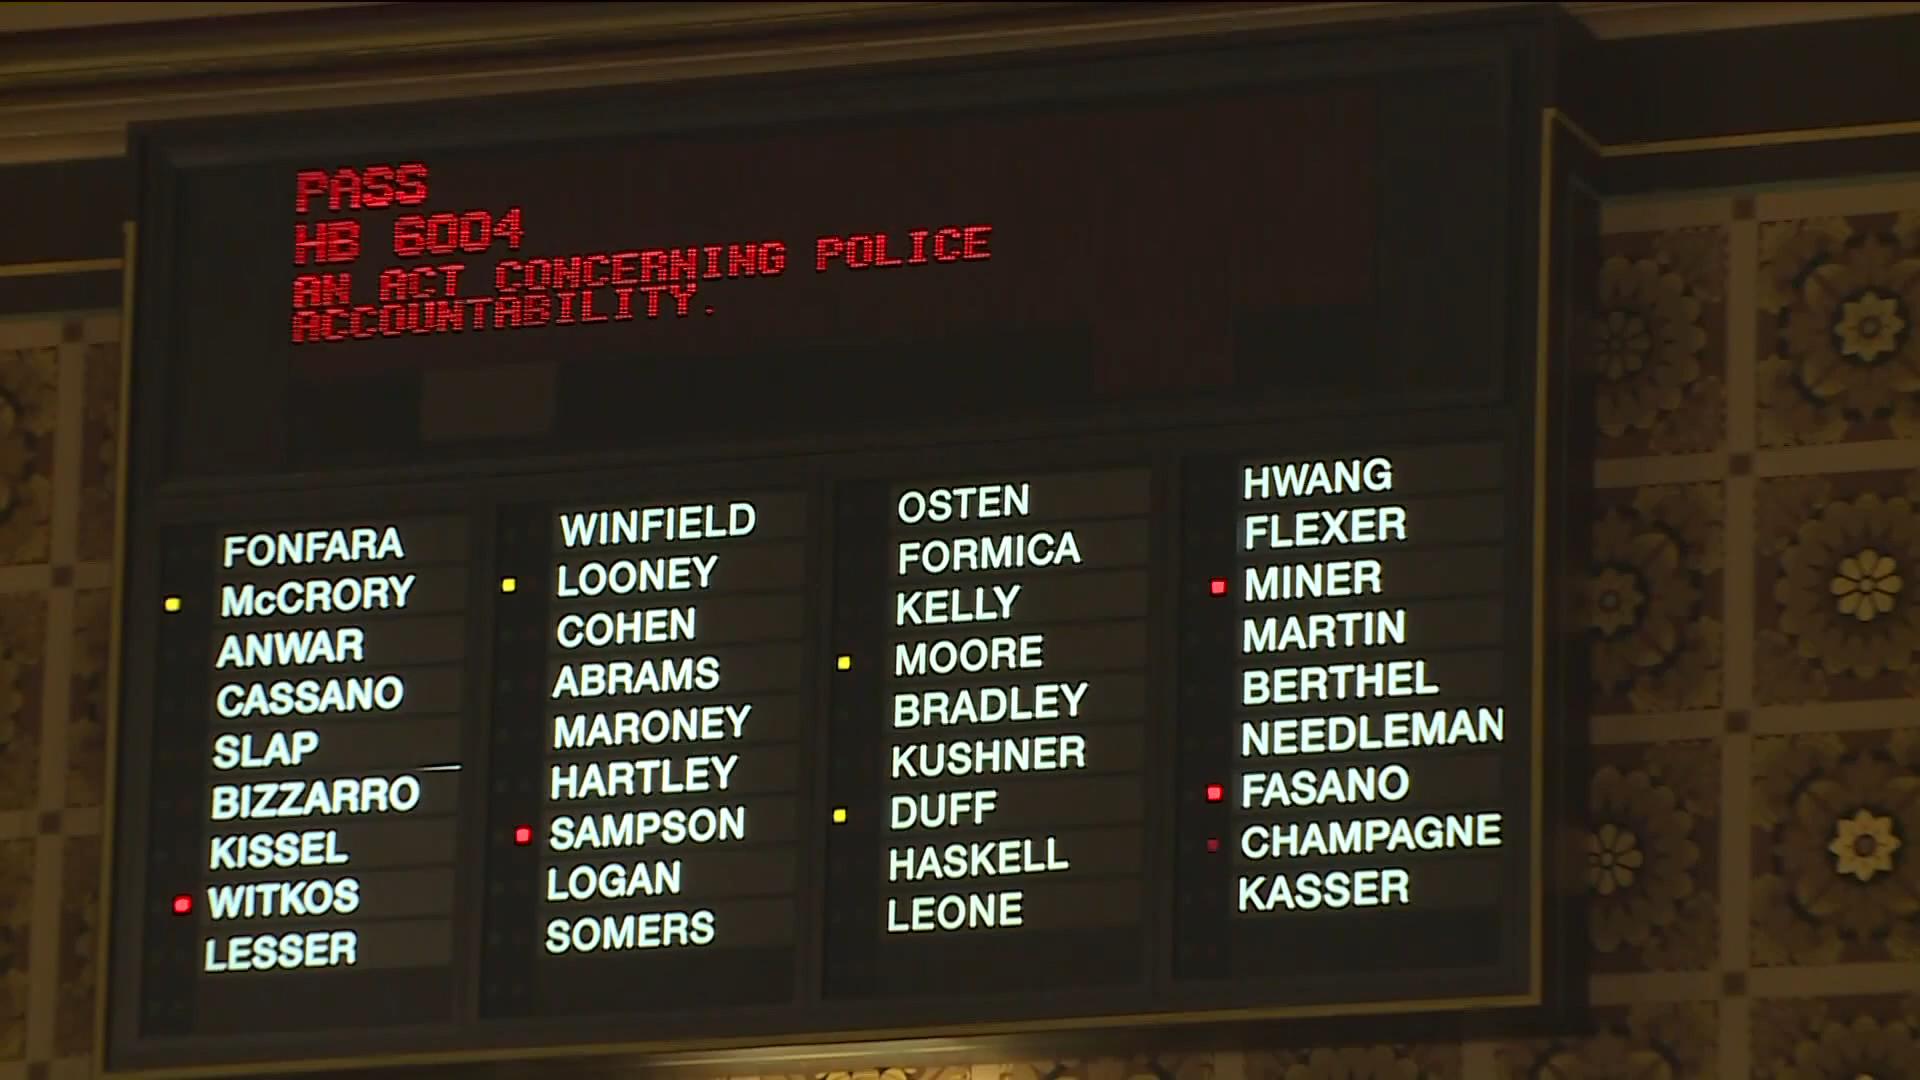 PASS
HB 6004
AN ACT CONCERNING POLICE
ACCOUNTABILITY.
FONFARA
McCRORY
ANWAR
CASSANO
SLAP
BIZZARRO
KISSEL
WITKOS
LESSER
WINFIELD
LOONEY
COHEN
ABRAMS
MARONEY
HARTLEY
SAMPSON
LOGAN
SOMERS
OSTEN
FORMICA
KELLY
MOORE
BRADLEY
KUSHNER
DUFF
HASKELL
LEONE
HWANG
FLEXER
MINER
MARTIN
BERTHEL
NEEDLEMAN
FASANO
CHAMPAGNE
KASSER